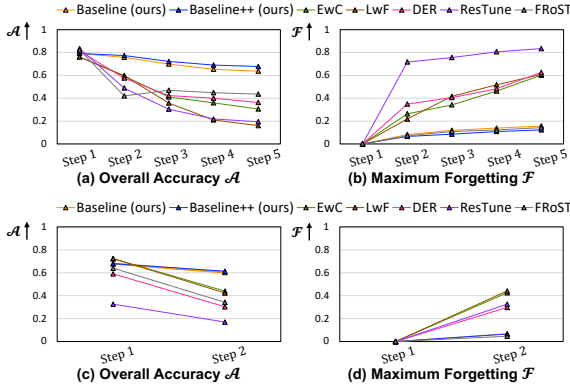 Baseline (ours) Baseline++ (ours) EwC LwF DER ResTune FRoST
𝒜 ↑ ℱ ↑
1 1
0.8 0.8
0.6 0.6
0.4 0.4
0.2 0.2
0 0
Step 1 Step 2 Step 3 Step 4 Step 5 Step 1 Step 2 Step 3 Step 4 Step 5
(a) Overall Accuracy 𝒜 (b) Maximum Forgetting ℱ
Baseline (ours) Baseline++ (ours) EwC LwF DER ResTune FRoST
𝒜 ↑ ℱ ↑
1 1
0.8 0.8
0.6 0.6
0.4 0.4
0.2 0.2
0 0
Step 1 Step 2 Step 1 Step 2
(c) Overall Accuracy 𝒜 (d) Maximum Forgetting ℱ